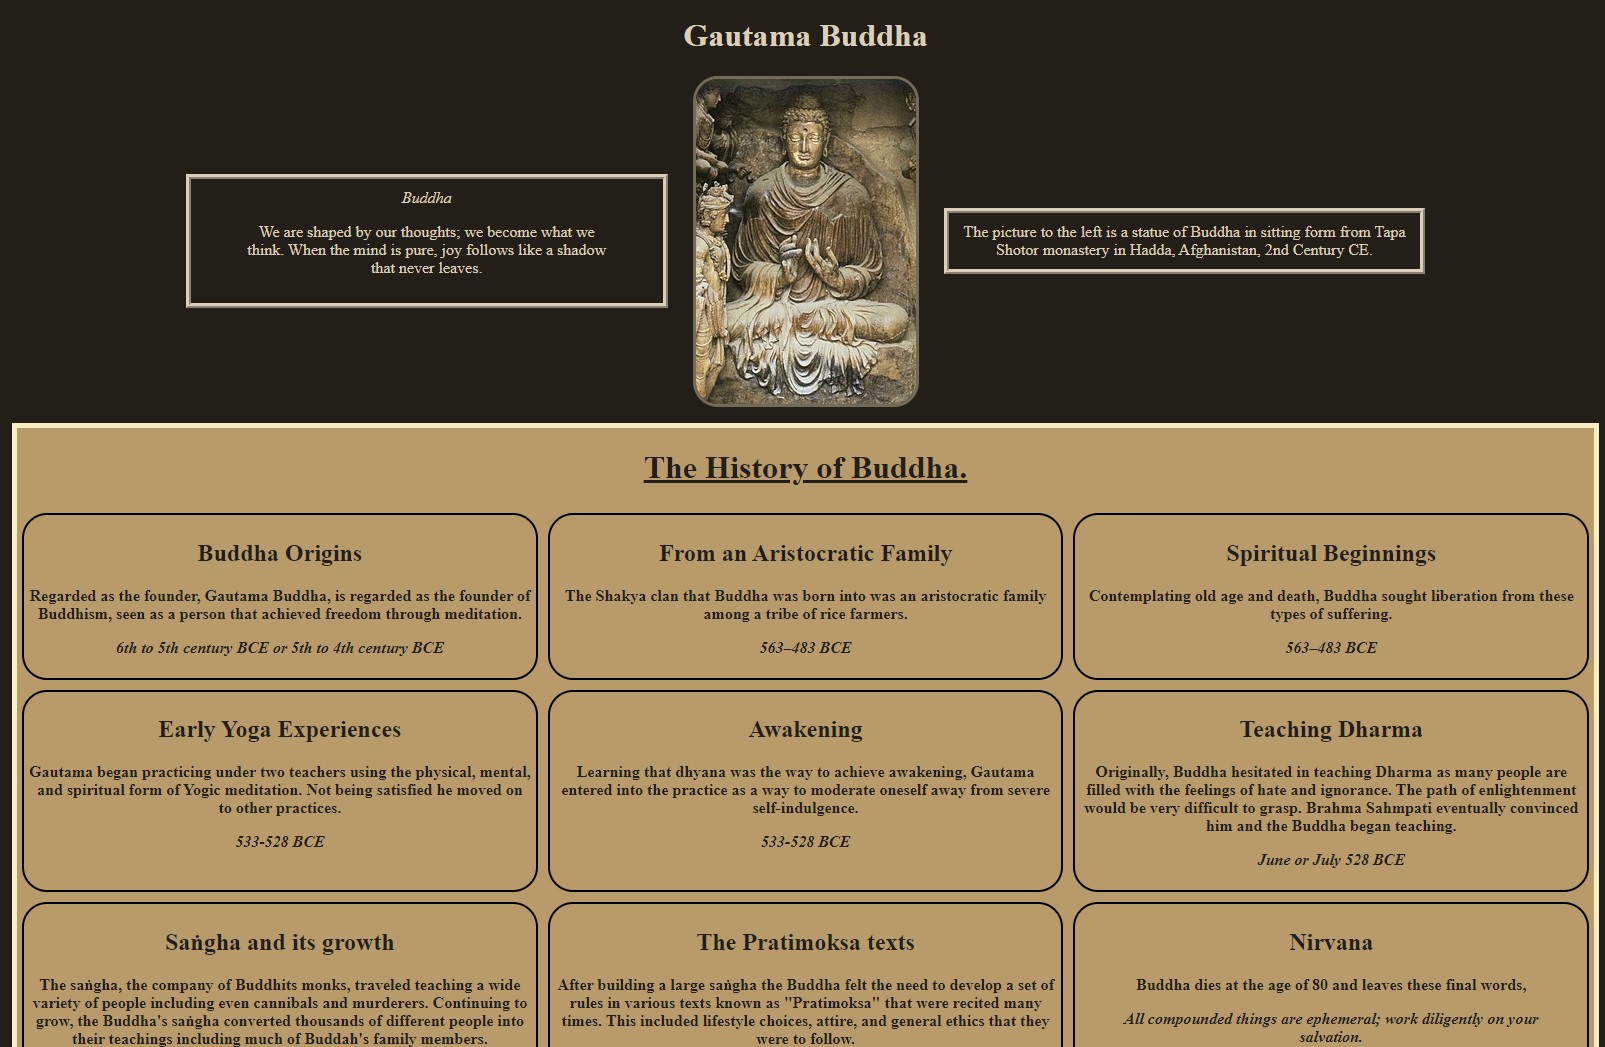 Gautama Buddha
Buddha
We are shaped by our thoughts; we become what we
think. When the mind is pure, joy follows like a shadow
that never leaves.
The picture to the left is a statue of Buddha in sitting form from Tapa
Shotor monastery in Hadda, Afghanistan, 2nd Century CE.
The History of Buddha.
Buddha Origins
Regarded as the founder, Gautama Buddha, is regarded as the founder of
Buddhism, seen as a person that achieved freedom through meditation.
6th to 5th century BCE or 5th to 4th century BCE
From an Aristocratic Family
The Shakya clan that Buddha was born into was an aristocratic family
among a tribe of rice farmers.
563–483 BCE
Spiritual Beginnings
Contemplating old age and death, Buddha sought liberation from these
types of suffering.
563–483 BCE
Early Yoga Experiences
Gautama began practicing under two teachers using the physical, mental,
and spiritual form of Yogic meditation. Not being satisfied he moved on
to other practices.
533-528 BCE
Awakening
Learning that dhyana was the way to achieve awakening, Gautama
entered into the practice as a way to moderate oneself away from severe
self-indulgence.
533-528 BCE
Teaching Dharma
Originally, Buddha hesitated in teaching Dharma as many people are
filled with the feelings of hate and ignorance. The path of enlightenment
would be very difficult to grasp. Brahma Sahmpati eventually convinced
him and the Buddha began teaching.
June or July 528 BCE
Saṅgha and its growth
The saṅgha, the company of Buddhits monks, traveled teaching a wide
variety of people including even cannibals and murderers. Continuing to
grow, the Buddha's saṅgha converted thousands of different people into
their teachings including much of Buddah's family members.
The Pratimoksa texts
After building a large saṅgha the Buddha felt the need to develop a set of
rules in various texts known as "Pratimoksa" that were recited many
times. This included lifestyle choices, attire, and general ethics that they
were to follow.
Nirvana
Buddha dies at the age of 80 and leaves these final words,
All compounded things are ephemeral; work diligently on your
salvation.